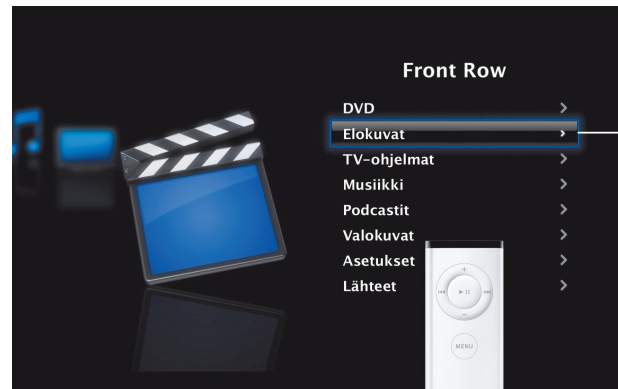 Front Row
DVD
Elokuvat
TV-ohjelmat
Musiikki
Podcastit
Valokuvat
Asetukset
Lähteet
MENU